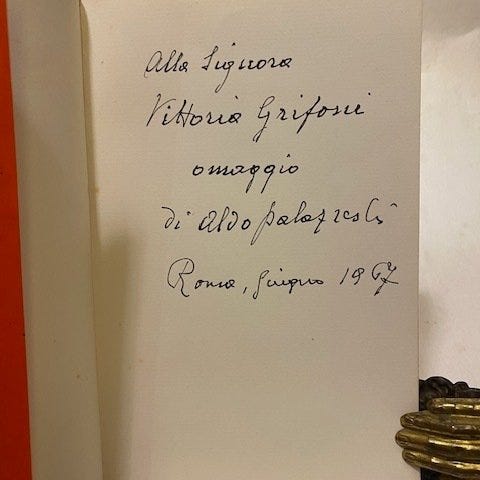 Alla Signora
Vittoria Grifoni
omaggio
di Aldo Palazzeschi
Roma, giugno 1967